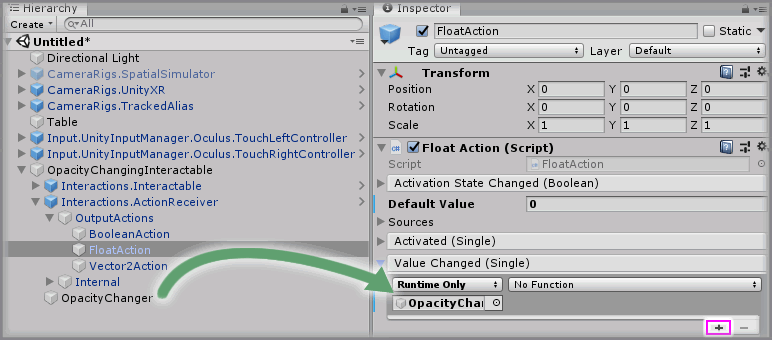 Hierarchy
Create
All
Untitled*
Directional Light
CameraRigs.SpatialSimulator
CameraRigs.UnityXR
CameraRigs.TrackedAlias
Table
Input.UnityInputManager.Oculus.TouchLeftController
Input.UnityInputManager.Oculus.TouchRightController
OpacityChangingInteractable
Interactions.Interactable
Interactions.ActionReceiver
OutputActions
BooleanAction
FloatAction
Vector2Action
Internal
OpacityChanger
Inspector
FloatAction
Static
Tag Untagged Layer Default
Transform
Position X 0 Y 0 Z 0
Rotation X 0 Y 0 Z 0
Scale X 1 Y 1 Z 1
Float Action (Script)
Script FloatAction
Activation State Changed (Boolean)
Default Value 0
Sources
Activated (Single)
Value Changed (Single)
Runtime Only No Function
OpacityChar
+ −